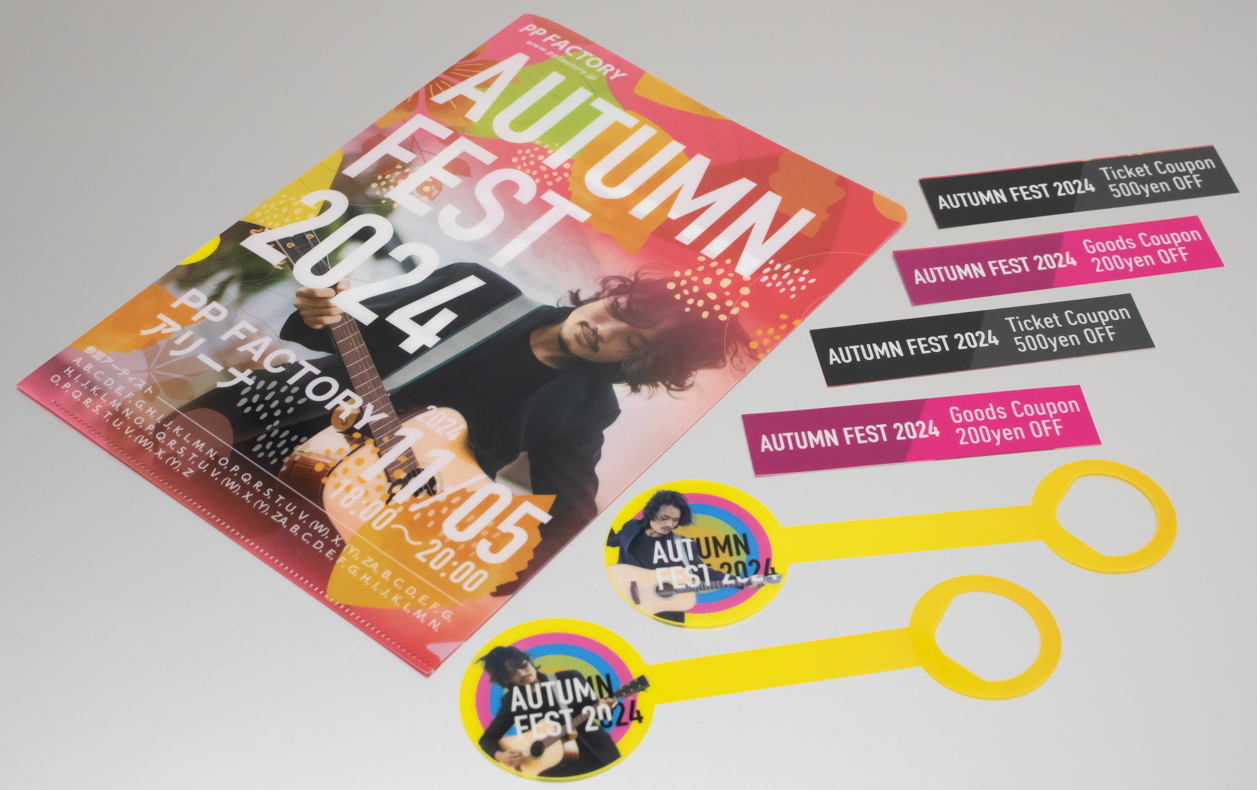 PP FACTORY
www.ppfactory.jp
AUTUMN
FEST
2024
PP FACTORY
アリーナ
2024
11/05
18:00～20:00
A, B, C, D, E, F, G, H, I, J, K, L, M, N, O, P, Q, R, S, T, U, V, (W), X, (Y), ZA, B, C, D, E, F, G,
H, I, J, K, L, M, N, O, P, Q, R, S, T, U, V, (W), X, (Y), ZA, B, C, D, E, F, G, H, I, J, K, L, M, N,
O, P, Q, R, S, T, U, V, (W), X, (Y), Z
AUTUMN FEST 2024
Ticket Coupon
500yen OFF
AUTUMN FEST 2024
Goods Coupon
200yen OFF
AUTUMN FEST 2024
Ticket Coupon
500yen OFF
AUTUMN FEST 2024
Goods Coupon
200yen OFF
AUTUMN
FEST 2024
AUTUMN
FEST 2024